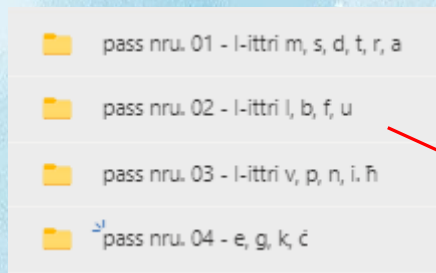 pass nru. 01 - l-ittri m, s, d, t, r, a
pass nru. 02 - l-ittri l, b, f, u
pass nru. 03 - l-ittri v, p, n, i. ħ
pass nru. 04 - e, g, k, ċ